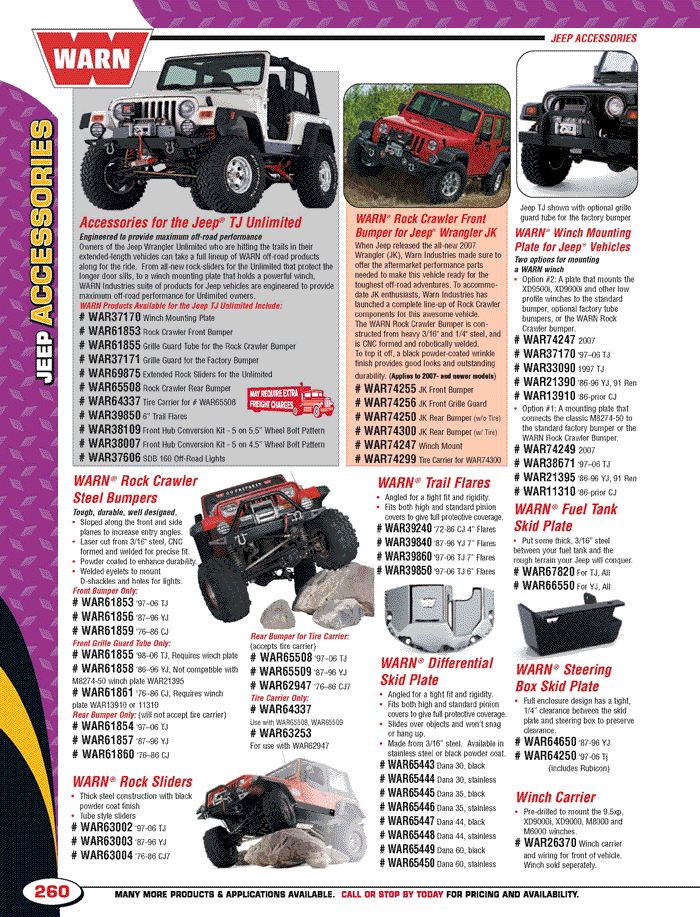 WARN
JEEP ACCESSORIES
JEEP ACCESSORIES
Accessories for the Jeep® TJ Unlimited
Engineered to provide maximum off-road performance
Owners of the Jeep Wrangler Unlimited who are hitting the trails in their
extended-length vehicles can take a full lineup of WARN off-road products
along for the ride. From all-new rock-sliders for the Unlimited that protect the
longer door sills, to a winch mounting plate that holds a powerful winch,
WARN Industries suite of products for Jeep vehicles are engineered to provide
maximum off-road performance for Unlimited owners.
WARN Products Available for the Jeep TJ Unlimited Include:
# WAR37170 Winch Mounting Plate
# WAR61853 Rock Crawler Front Bumper
# WAR61855 Grille Guard Tube for the Rock Crawler Bumper
# WAR37171 Grille Guard for the Factory Bumper
# WAR69875 Extended Rock Sliders for the Unlimited
# WAR65508 Rock Crawler Rear Bumper
# WAR64337 Tire Carrier for # WAR65508
# WAR39850 6" Trail Flares
# WAR38109 Front Hub Conversion Kit - 5 on 5.5" Wheel Bolt Pattern
# WAR38007 Front Hub Conversion Kit - 5 on 4.5" Wheel Bolt Pattern
# WAR37606 SDB 160 Off-Road Lights
MAY REQUIRE EXTRA
FREIGHT CHARGES
WARN® Rock Crawler Front
Bumper for Jeep® Wrangler JK
When Jeep released the all-new 2007
Wrangler (JK), Warn Industries made sure to
offer the aftermarket performance parts
needed to make this vehicle ready for the
toughest off-road adventures. To accommo-
date JK enthusiasts, Warn Industries has
launched a complete line-up of Rock Crawler
components for this awesome vehicle.
The WARN Rock Crawler Bumper is con-
structed from heavy 3/16" and 1/4" steel, and
is CNC formed and robotically welded.
To top it off, a black powder-coated wrinkle
finish provides good looks and outstanding
durability. (Applies to 2007- and newer models)
# WAR74255 JK Front Bumper
# WAR74256 JK Front Grille Guard
# WAR74250 JK Rear Bumper (w/o Tire)
# WAR74300 JK Rear Bumper (w/ Tire)
# WAR74247 Winch Mount
# WAR74299 Tire Carrier for WAR74300
Jeep TJ shown with optional grille
guard tube for the factory bumper
WARN® Winch Mounting
Plate for Jeep® Vehicles
Two options for mounting
a WARN winch
• Option #2: A plate that mounts the
XD9500i, XD9000i and other low
profile winches to the standard
bumper, optional factory tube
bumpers, or the WARN Rock
Crawler bumper.
# WAR74247 2007
# WAR37170 '97-06 TJ
# WAR33090 1997 TJ
# WAR21390 '86-96 YJ, 91 Ren
# WAR13910 '86-prior CJ
• Option #1: A mounting plate that
connects the classic M8274-50 to
the standard factory bumper or the
WARN Rock Crawler Bumper.
# WAR74249 2007
# WAR38671 '97-06 TJ
# WAR21395 '86-96 YJ, 91 Ren
# WAR11310 '86-prior CJ
WARN® Rock Crawler
Steel Bumpers
Tough, durable, well designed.
• Sloped along the front and side
planes to increase entry angles.
• Laser cut from 3/16" steel, CNC
formed and welded for precise fit.
• Powder coated to enhance durability.
• Welded eyelets to mount
D-shackles and holes for lights.
Front Bumper Only:
# WAR61853 '97-06 TJ
# WAR61856 '87-96 YJ
# WAR61859 '76-86 CJ
Front Grille Guard Tube Only:
# WAR61855 '98-06 TJ, Requires winch plate
# WAR61858 '86-96 YJ, Not compatible with
M8274-50 winch plate WAR21395
# WAR61861 '76-86 CJ, Requires winch
plate WAR13910 or 11310
Rear Bumper Only: (will not accept tire carrier)
# WAR61854 '97-06 TJ
# WAR61857 '87-96 YJ
# WAR61860 '76-86 CJ
Rear Bumper for Tire Carrier:
(accepts tire carrier)
# WAR65508 '97-06 TJ
# WAR65509 '87-96 YJ
# WAR62947 '76-86 CJ7
Tire Carrier Only:
# WAR64337
Use with WAR65508, WAR65509
# WAR63253
For use with WAR62947
WARN® Rock Sliders
• Thick steel construction with black
powder coat finish
• Tube style sliders
# WAR63002 '97-06 TJ
# WAR63003 '87-96 YJ
# WAR63004 '76-86 CJ7
WARN® Trail Flares
• Angled for a tight fit and rigidity.
• Fits both high and standard pinion
covers to give full protective coverage.
# WAR39240 '72-86 CJ 4" Flares
# WAR39840 '87-96 YJ 7" Flares
# WAR39860 '97-06 TJ 7" Flares
# WAR39850 '97-06 TJ 6" Flares
WARN® Differential
Skid Plate
• Angled for a tight fit and rigidity.
• Fits both high and standard pinion
covers to give full protective coverage.
• Slides over objects and won't snag
or hang up.
• Made from 3/16" steel. Available in
stainless steel or black powder coat.
# WAR65443 Dana 30, black
# WAR65444 Dana 30, stainless
# WAR65445 Dana 35, black
# WAR65446 Dana 35, stainless
# WAR65447 Dana 44, black
# WAR65448 Dana 44, stainless
# WAR65449 Dana 60, black
# WAR65450 Dana 60, stainless
WARN® Fuel Tank
Skid Plate
• Put some thick, 3/16" steel
between your fuel tank and the
rough terrain your Jeep will conquer.
# WAR67820 For TJ, All
# WAR66550 For YJ, All
WARN® Steering
Box Skid Plate
• Full enclosure design has a tight,
1/4" clearance between the skid
plate and steering box to preserve
clearance.
# WAR64650 '87-96 YJ
# WAR64250 '97-06 Tj
(includes Rubicon)
Winch Carrier
• Pre-drilled to mount the 9.5xp,
XD9000i, XD9000, M8000 and
M6000 winches.
# WAR26370 Winch carrier
and wiring for front of vehicle.
Winch sold seperately.
260
MANY MORE PRODUCTS & APPLICATIONS AVAILABLE. CALL OR STOP BY TODAY FOR PRICING AND AVAILABILITY.